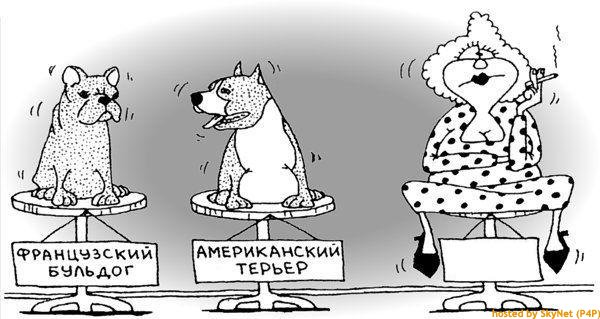 ФРАНЦУЗСКИЙ
БУЛЬДОГ
АМЕРИКАНСКИЙ
ТЕРЬЕР
hosted by SkyNet (P4P)